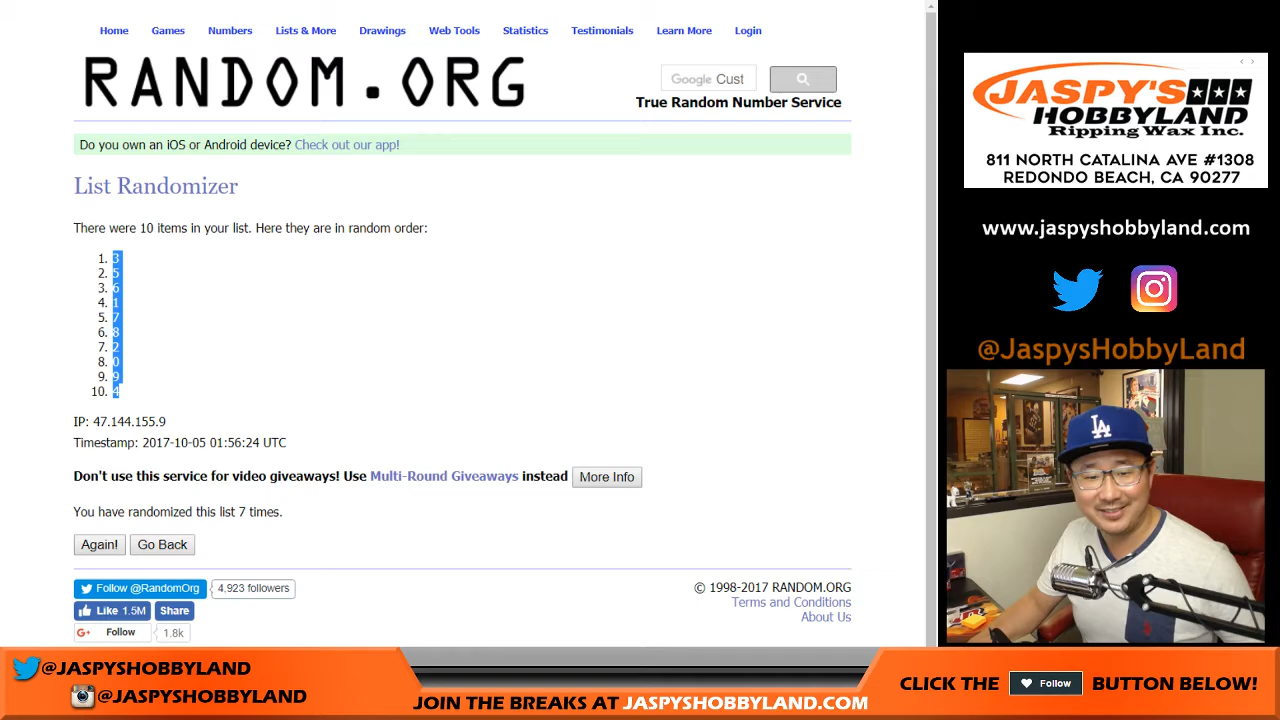 Home Games Numbers Lists & More Drawings Web Tools Statistics Testimonials Learn More Login
RANDOM.ORG
Google Cust
True Random Number Service
Do you own an iOS or Android device? Check out our app!
List Randomizer
There were 10 items in your list. Here they are in random order:
1. 3
2. 5
3. 6
4. 1
5. 7
6. 8
7. 2
8. 0
9. 9
10. 4
IP: 47.144.155.9
Timestamp: 2017-10-05 01:56:24 UTC
Don't use this service for video giveaways! Use Multi-Round Giveaways instead More Info
You have randomized this list 7 times.
Again! Go Back
Follow @RandomOrg 4,923 followers
Like 1.5M Share
G+ Follow 1.8k
© 1998-2017 RANDOM.ORG
Terms and Conditions
About Us
JASPY'S
HOBBYLAND
Ripping Wax Inc.
811 NORTH CATALINA AVE #1308
REDONDO BEACH, CA 90277
www.jaspyshobbyland.com
@JaspysHobbyLand
LA
@JASPYSHOBBYLAND
@JASPYSHOBBYLAND
JOIN THE BREAKS AT JASPYSHOBBYLAND.COM
CLICK THE Follow BUTTON BELOW!